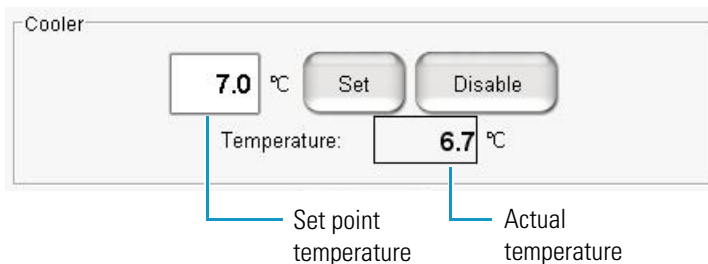 Cooler
7.0 °C Set Disable
Temperature: 6.7 °C
Set point temperature
Actual temperature